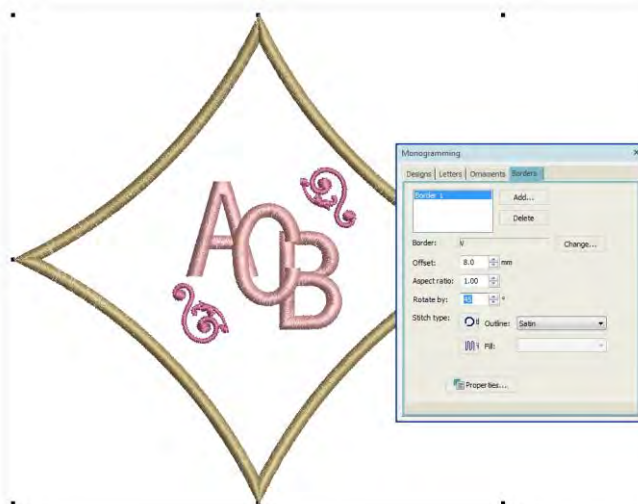 AOB
Monogramming
Designs Letters Ornaments Borders
Border 1
Add...
Delete
Border: V
Change...
Offset: 8.0 mm
Aspect ratio: 1.00
Rotate by: 45 °
Stitch type: Outline: Satin
Fill:
Properties...